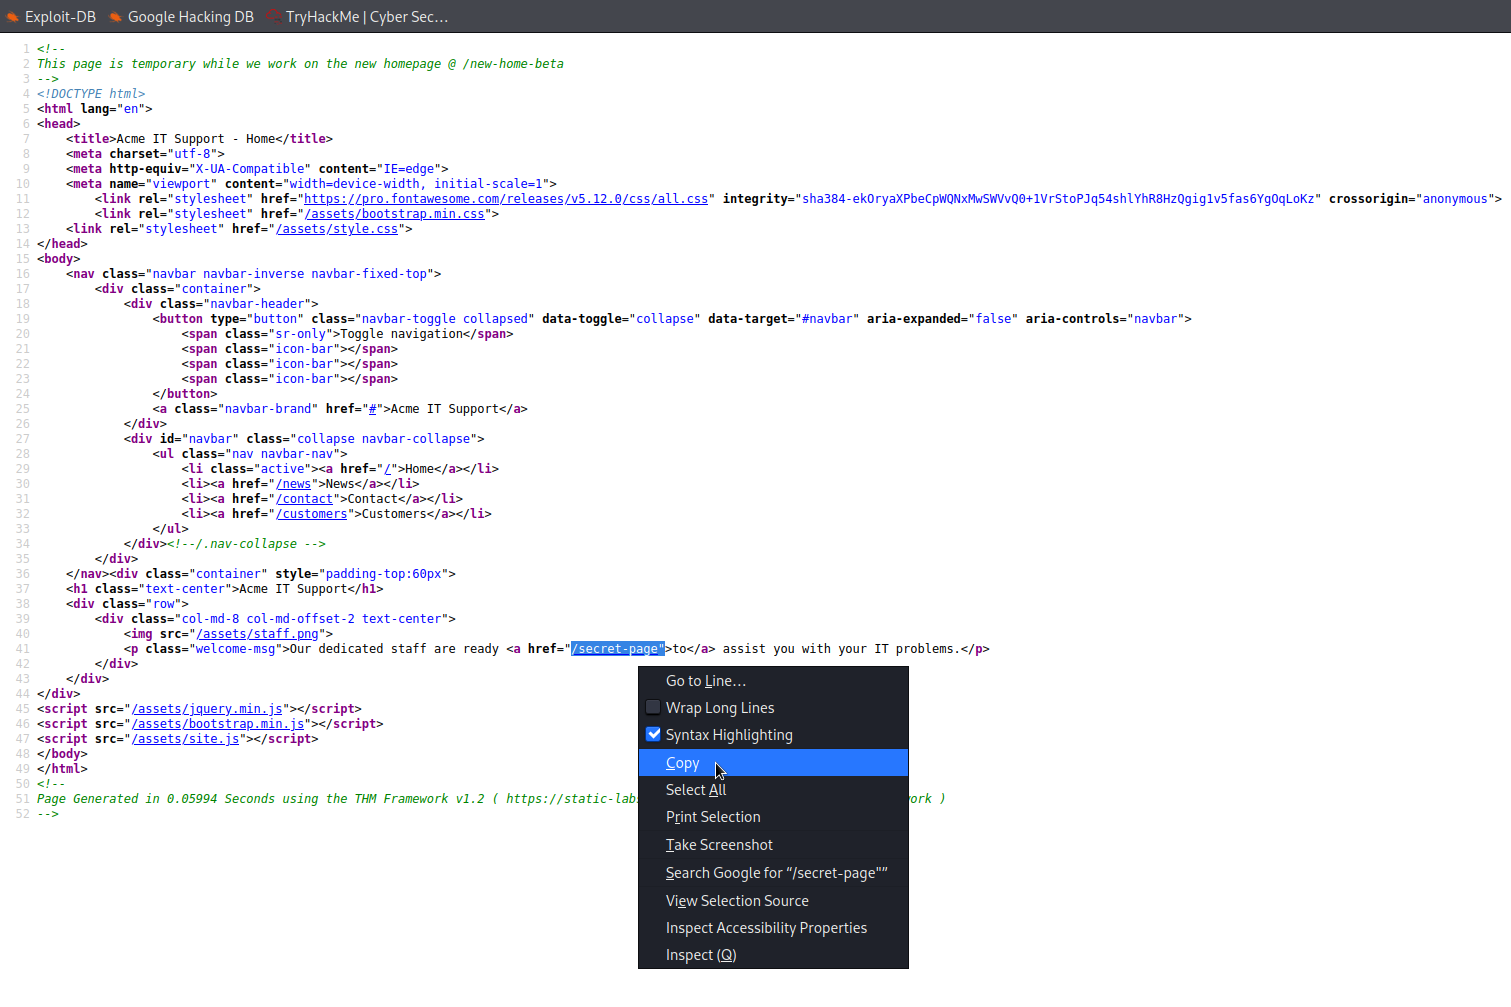 Exploit-DB Google Hacking DB TryHackMe | Cyber Sec…
1 <!--
2 This page is temporary while we work on the new homepage @ /new-home-beta
3 -->
4 <!DOCTYPE html>
5 <html lang="en">
6 <head>
7 <title>Acme IT Support - Home</title>
8 <meta charset="utf-8">
9 <meta http-equiv="X-UA-Compatible" content="IE=edge">
10 <meta name="viewport" content="width=device-width, initial-scale=1">
11 <link rel="stylesheet" href="https://pro.fontawesome.com/releases/v5.12.0/css/all.css" integrity="sha384-ekOryaXPbeCpWQNxMwSWVvQ0+1VrStoPJq54shlYhR8HzQgig1v5fas6YgOqLoKz" crossorigin="anonymous">
12 <link rel="stylesheet" href="/assets/bootstrap.min.css">
13 <link rel="stylesheet" href="/assets/style.css">
14 </head>
15 <body>
16 <nav class="navbar navbar-inverse navbar-fixed-top">
17 <div class="container">
18 <div class="navbar-header">
19 <button type="button" class="navbar-toggle collapsed" data-toggle="collapse" data-target="#navbar" aria-expanded="false" aria-controls="navbar">
20 <span class="sr-only">Toggle navigation</span>
21 <span class="icon-bar"></span>
22 <span class="icon-bar"></span>
23 <span class="icon-bar"></span>
24 </button>
25 <a class="navbar-brand" href="#">Acme IT Support</a>
26 </div>
27 <div id="navbar" class="collapse navbar-collapse">
28 <ul class="nav navbar-nav">
29 <li class="active"><a href="/">Home</a></li>
30 <li><a href="/news">News</a></li>
31 <li><a href="/contact">Contact</a></li>
32 <li><a href="/customers">Customers</a></li>
33 </ul>
34 </div><!--/.nav-collapse -->
35 </div>
36 </nav><div class="container" style="padding-top:60px">
37 <h1 class="text-center">Acme IT Support</h1>
38 <div class="row">
39 <div class="col-md-8 col-md-offset-2 text-center">
40 <img src="/assets/staff.png">
41 <p class="welcome-msg">Our dedicated staff are ready <a href="/secret-page">to</a> assist you with your IT problems.</p>
42 </div>
43 </div>
44 </div>
45 <script src="/assets/jquery.min.js"></script>
46 <script src="/assets/bootstrap.min.js"></script>
47 <script src="/assets/site.js"></script>
48 </body>
49 </html>
50 <!--
51 Page Generated in 0.05994 Seconds using the THM Framework v1.2 ( https://static-lab ork )
52 -->
Go to Line…
Wrap Long Lines
Syntax Highlighting
Copy
Select All
Print Selection
Take Screenshot
Search Google for “/secret-page"”
View Selection Source
Inspect Accessibility Properties
Inspect (Q)